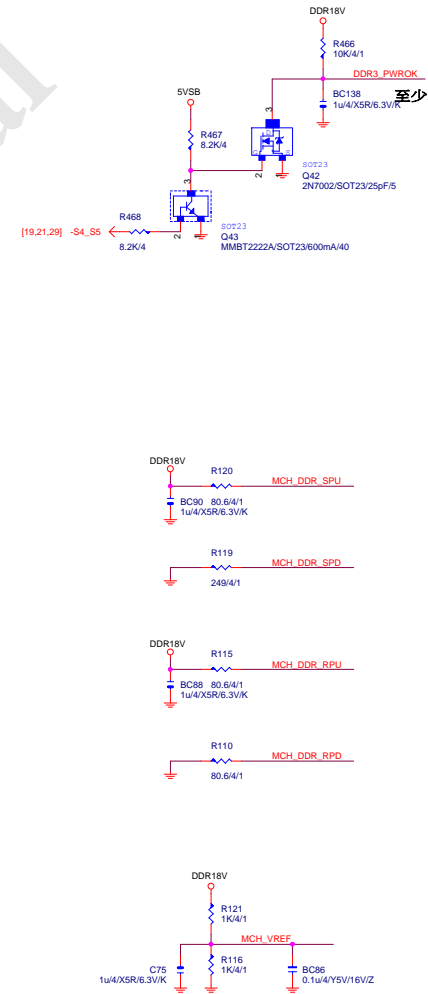 DDR18V
R466
10K/4/1
DDR3_PWROK
BC138
1u/4/X5R/6.3V/K
至少
5VSB
R467
8.2K/4
3
3
D
G
S
2
SOT23
Q42
2N7002/SOT23/25pF/5
R468
[19,21,29] -S4_S5
8.2K/4
2
1
1
SOT23
Q43
MMBT2222A/SOT23/600mA/40
DDR18V
R120
MCH_DDR_SPU
BC90 80.6/4/1
1u/4/X5R/6.3V/K
R119
MCH_DDR_SPD
249/4/1
DDR18V
R115
MCH_DDR_RPU
BC88 80.6/4/1
1u/4/X5R/6.3V/K
R110
MCH_DDR_RPD
80.6/4/1
DDR18V
R121
1K/4/1
MCH_VREF
C75
1u/4/X5R/6.3V/K
R116
1K/4/1
BC86
0.1u/4/Y5V/16V/Z